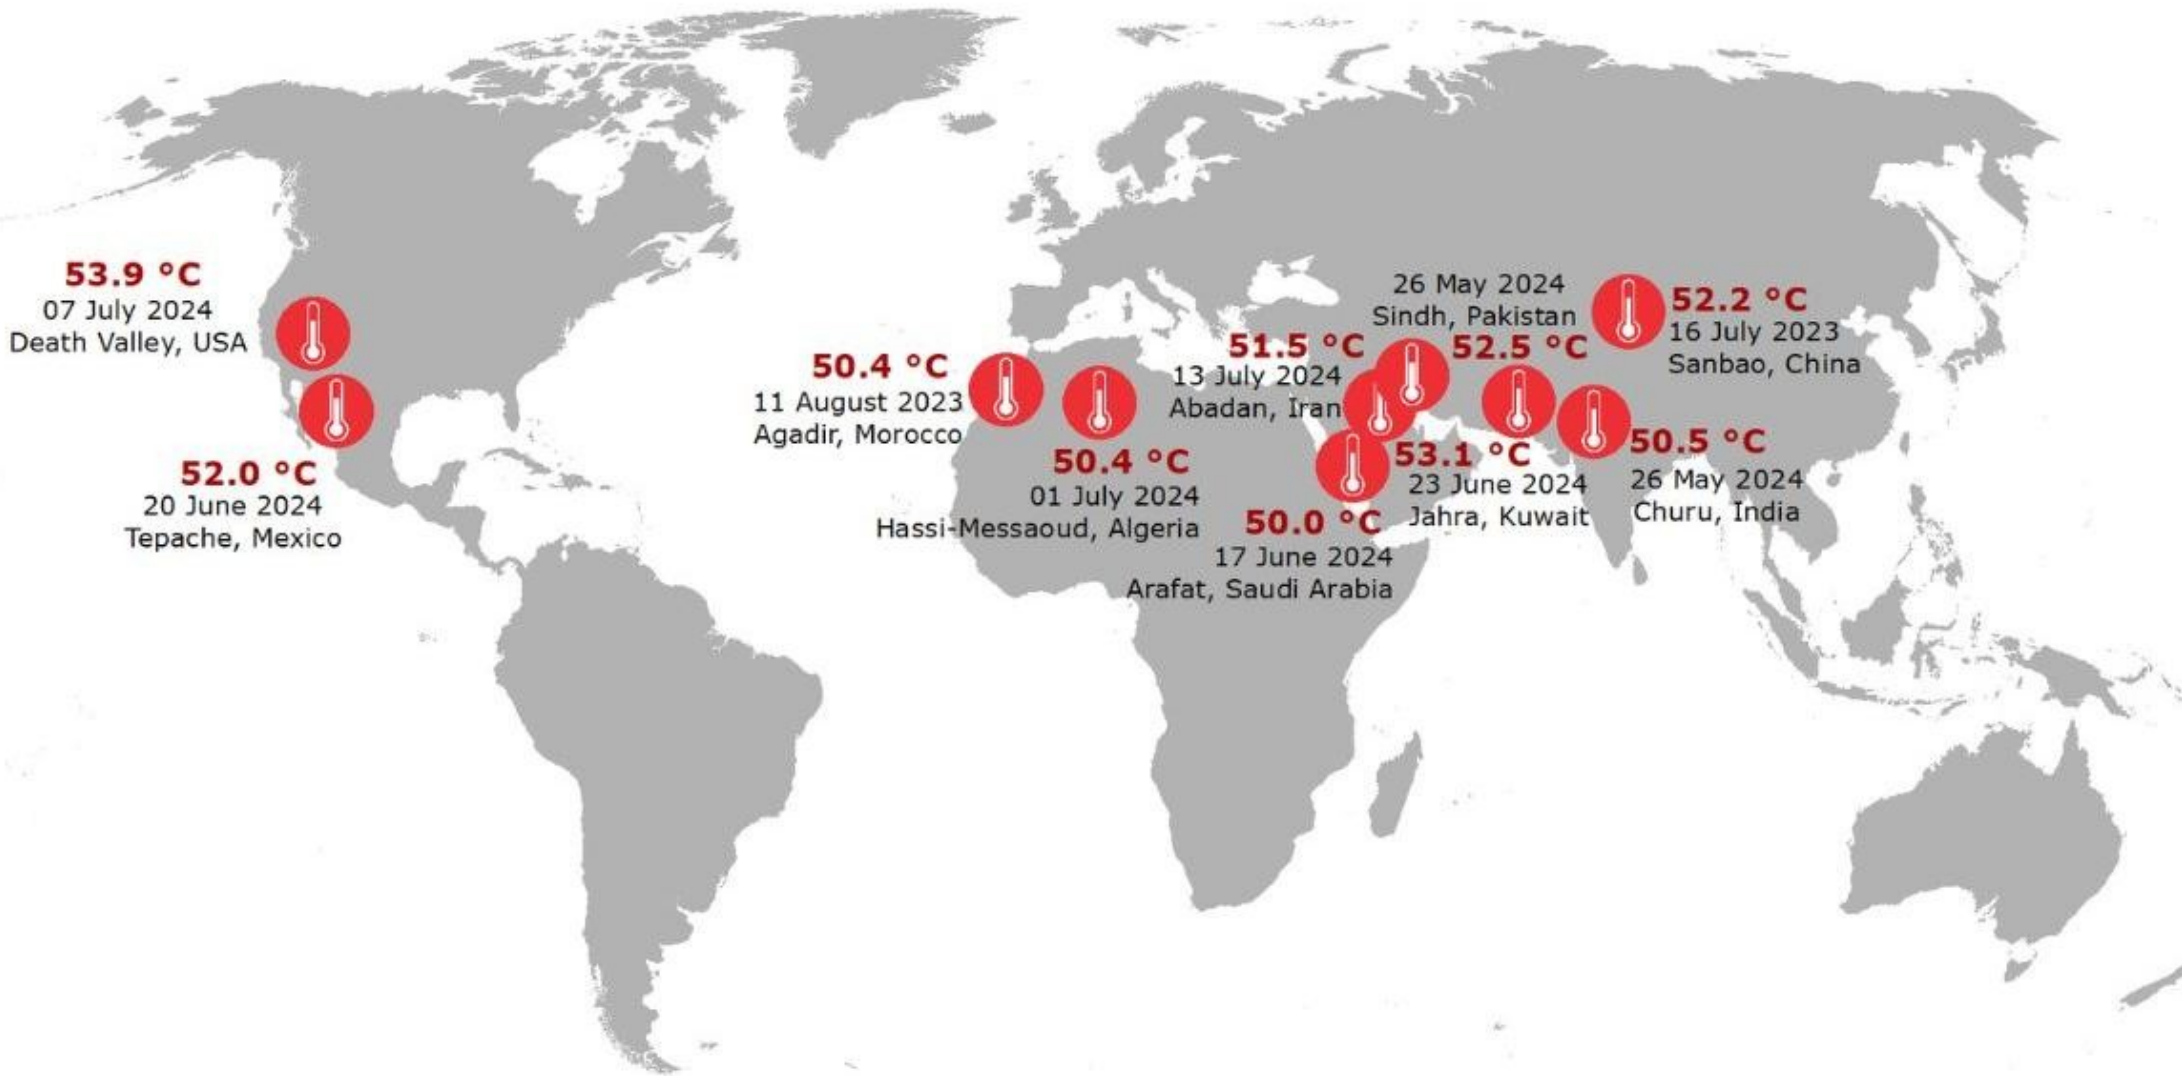 53.9 °C
07 July 2024
Death Valley, USA
52.0 °C
20 June 2024
Tepache, Mexico
50.4 °C
11 August 2023
Agadir, Morocco
50.4 °C
01 July 2024
Hassi-Messaoud, Algeria
51.5 °C
13 July 2024
Abadan, Iran
50.0 °C
17 June 2024
Arafat, Saudi Arabia
53.1 °C
23 June 2024
Jahra, Kuwait
26 May 2024
Sindh, Pakistan
52.5 °C
52.2 °C
16 July 2023
Sanbao, China
50.5 °C
26 May 2024
Churu, India